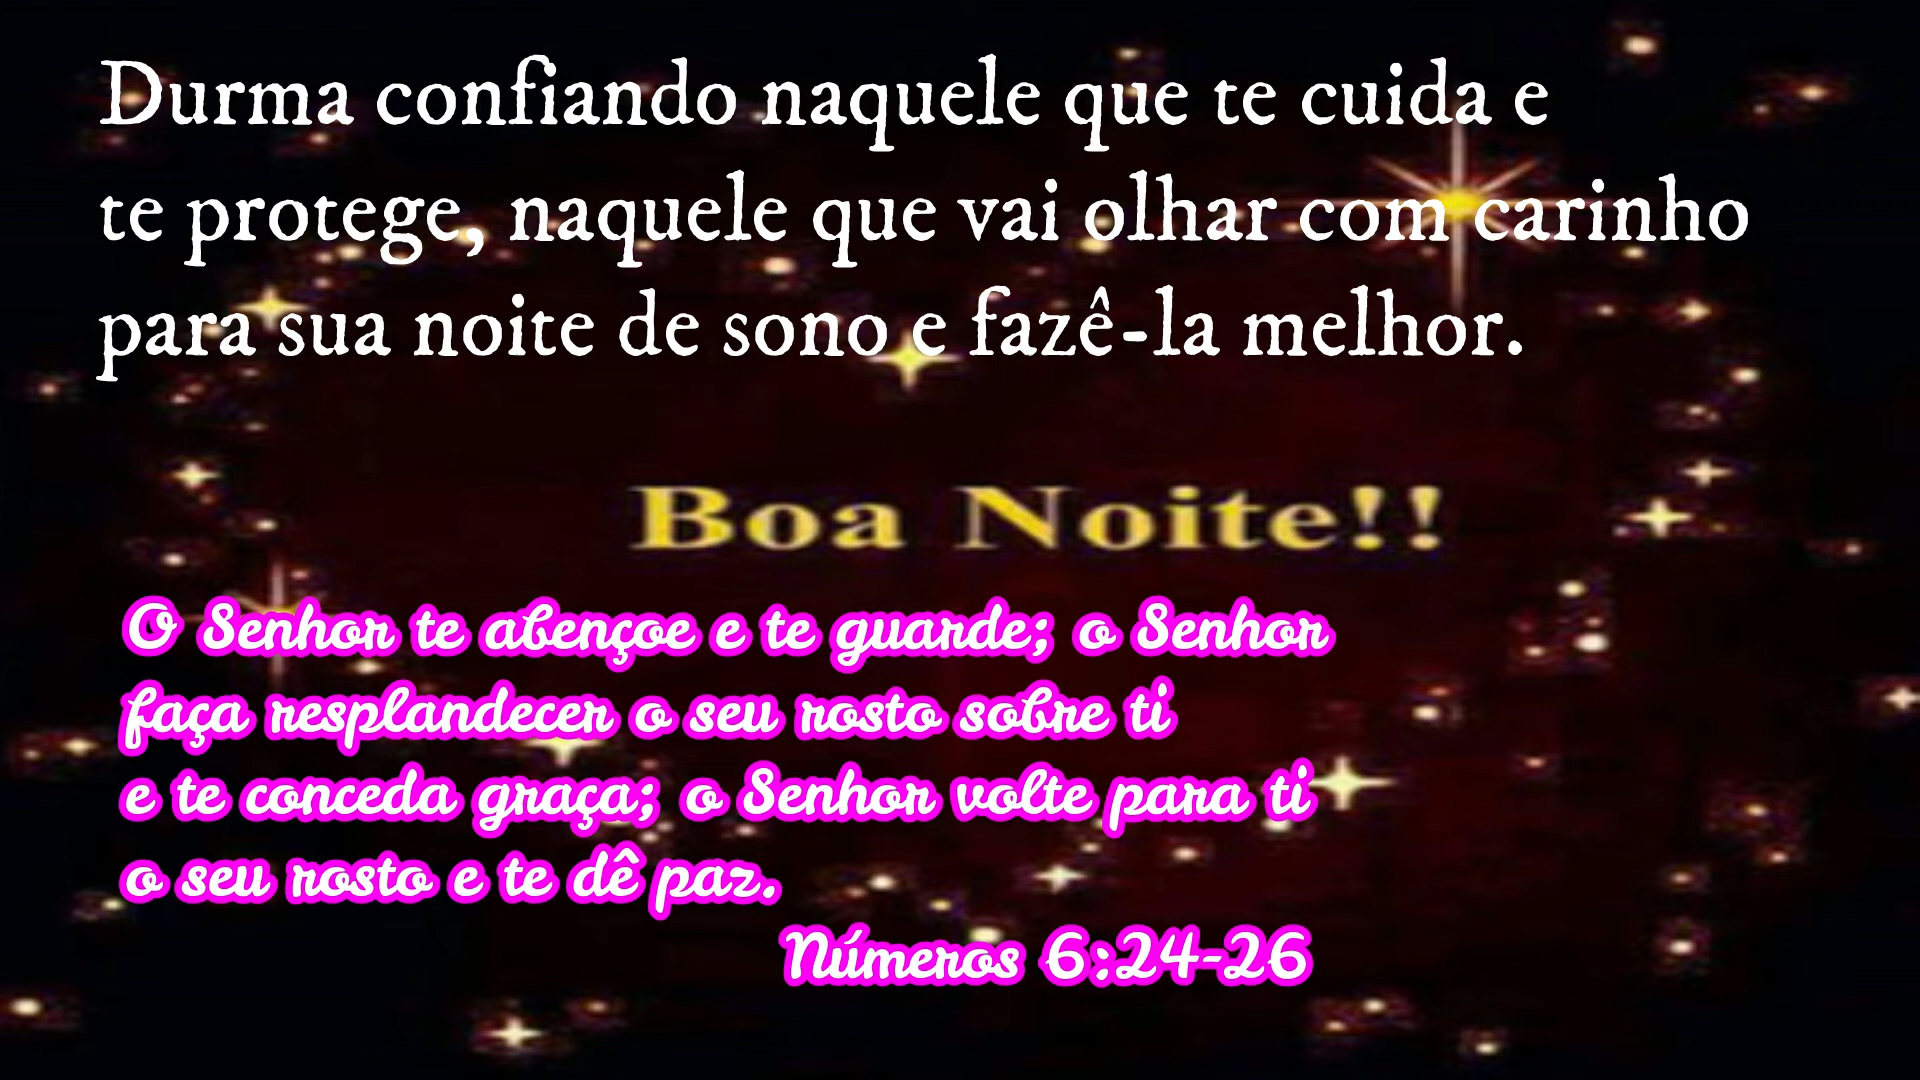 Durma confiando naquele que te cuida e
te protege, naquele que vai olhar com carinho
para sua noite de sono e fazê-la melhor.
Boa Noite!!
O Senhor te abençoe e te guarde; o Senhor
faça resplandecer o seu rosto sobre ti
e te conceda graça; o Senhor volte para ti
o seu rosto e te dê paz.
Números 6:24-26